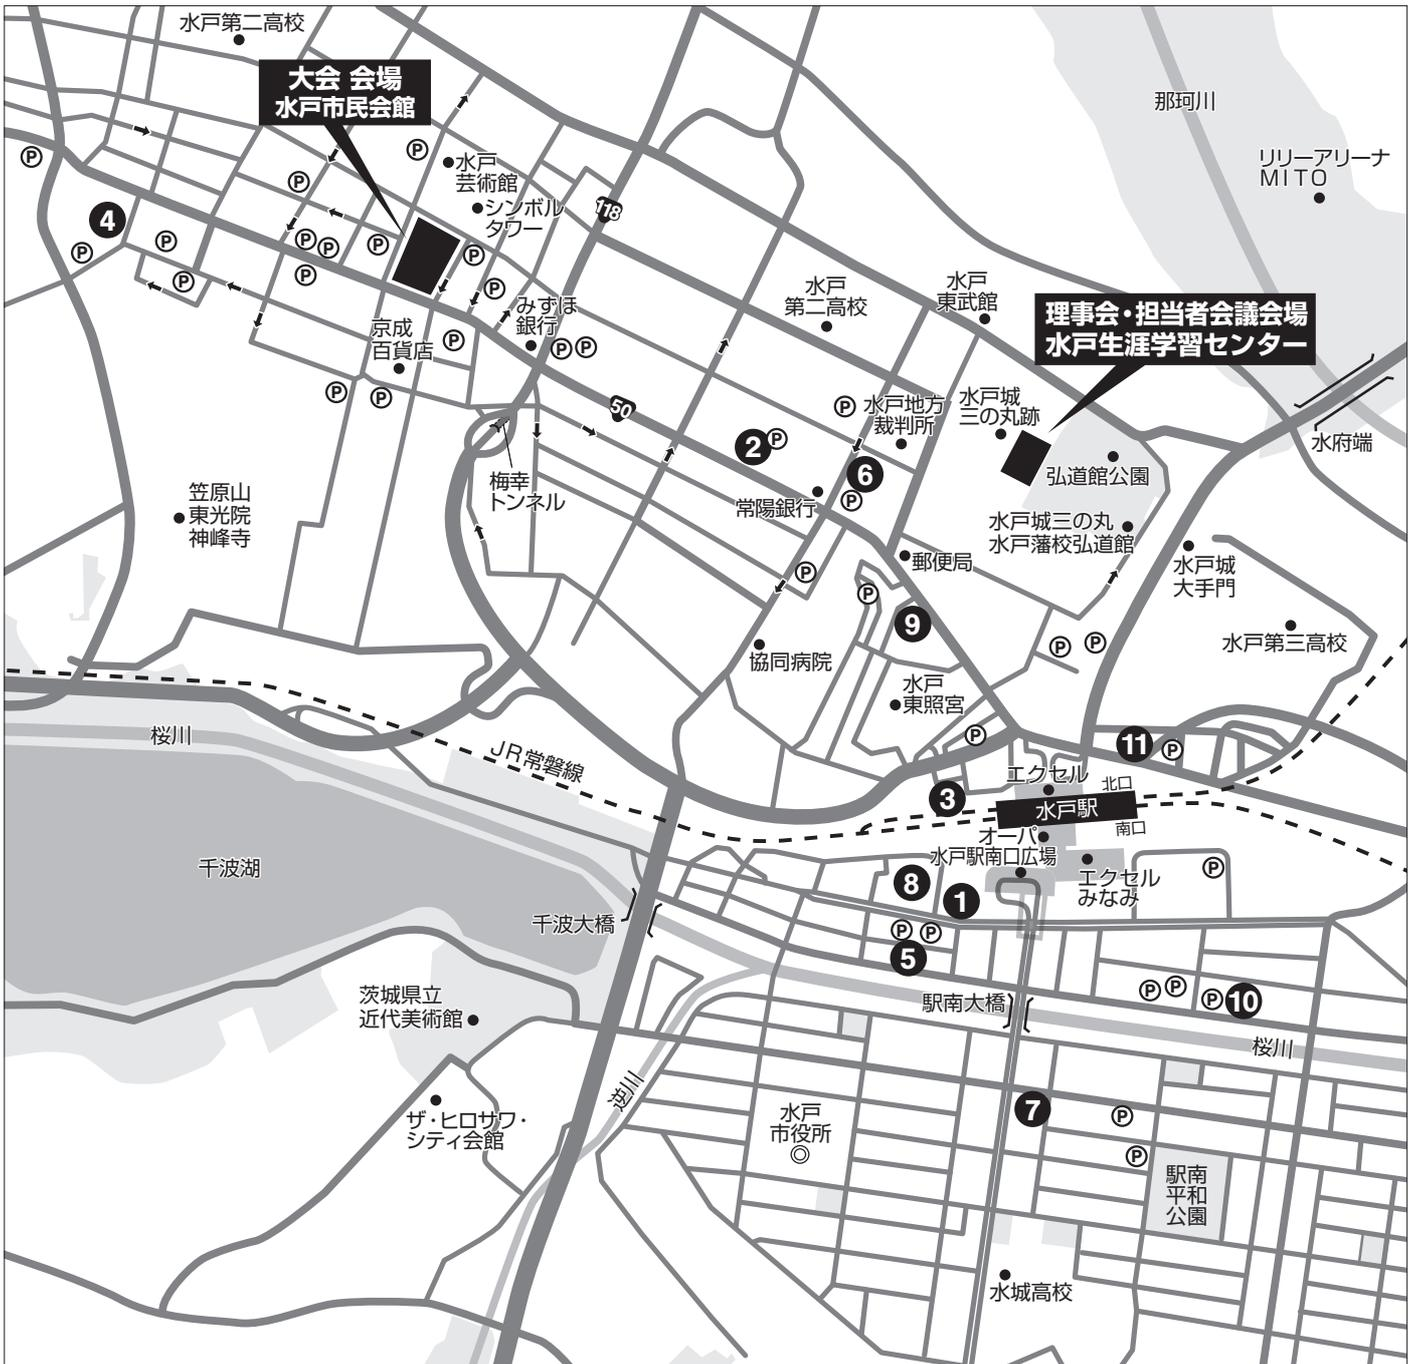 水戸第二高校
大会 会場
水戸市民会館
那珂川
リリーアリーナ
MITO
P
P
P
水戸
芸術館
シンボル
タワー
118
4
P
P
P
P
P
P
P
P
P
P
水戸
第二高校
水戸
東武館
理事会・担当者会議会場
水戸生涯学習センター
みずほ
銀行
P
P
P
京成
百貨店
P
P
50
水戸城
三の丸跡
P
水戸地方
裁判所
水府端
2
P
6
弘道館公園
常陽銀行
P
梅幸
トンネル
笠原山
東光院
神峰寺
水戸城三の丸
水戸藩校弘道館
郵便局
水戸城
大手門
P
P
9
水戸第三高校
P
P
協同病院
水戸
東照宮
桜川
JR常磐線
P
11
P
エクセル
北口
3
水戸駅
南口
オーパ
水戸駅南口広場
エクセル
みなみ
P
千波湖
8
1
千波大橋
P
P
5
茨城県立
近代美術館
駅南大橋
P
P
P
10
桜川
逆三
ザ・ヒロサワ・
シティ会館
水戸
市役所
7
P
P
駅南
平和
公園
水城高校